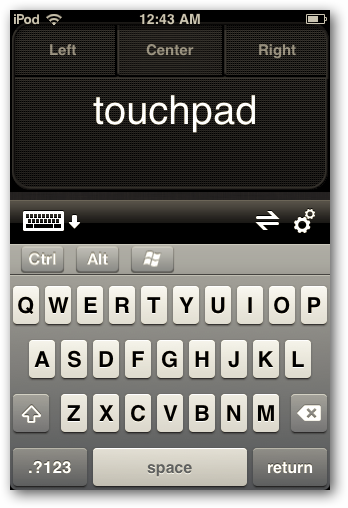 iPod 12:43 AM
Left Center Right
touchpad
Ctrl Alt
Q W E R T Y U I O P
A S D F G H J K L
Z X C V B N M
.?123 space return